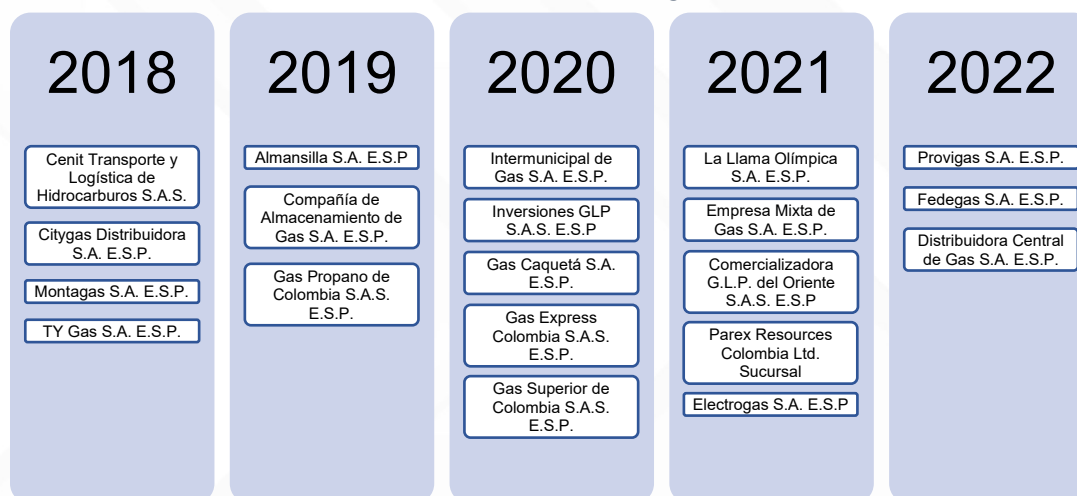 2018
Cenit Transporte y
Logística de
Hidrocarburos S.A.S.
Citygas Distribuidora
S.A. E.S.P.
Montagas S.A. E.S.P.
TY Gas S.A. E.S.P.
2019
Almansilla S.A. E.S.P
Compañía de
Almacenamiento de
Gas S.A. E.S.P.
Gas Propano de
Colombia S.A.S.
E.S.P.
2020
Intermunicipal de
Gas S.A. E.S.P.
Inversiones GLP
S.A.S. E.S.P
Gas Caquetá S.A.
E.S.P.
Gas Express
Colombia S.A.S.
E.S.P.
Gas Superior de
Colombia S.A.S.
E.S.P.
2021
La Llama Olímpica
S.A. E.S.P.
Empresa Mixta de
Gas S.A. E.S.P.
Comercializadora
G.L.P. del Oriente
S.A.S. E.S.P
Parex Resources
Colombia Ltd.
Sucursal
Electrogas S.A. E.S.P
2022
Provigas S.A. E.S.P.
Fedegas S.A. E.S.P.
Distribuidora Central
de Gas S.A. E.S.P.